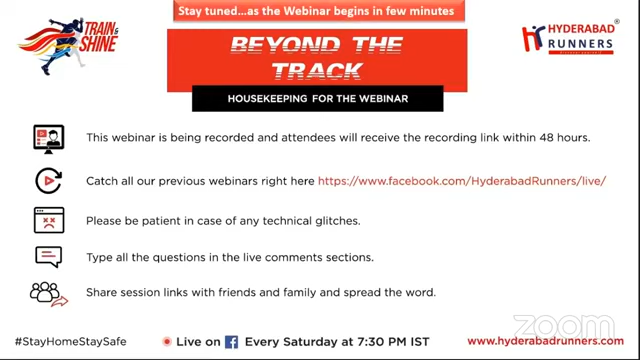 Stay tuned...as the Webinar begins in few minutes
TRAIN &
SHINE
BEYOND THE
TRACK
HYDERABAD
RUNNERS
HOUSEKEEPING FOR THE WEBINAR
This webinar is being recorded and attendees will receive the recording link within 48 hours.
Catch all our previous webinars right here https://www.facebook.com/HyderabadRunners/live/
Please be patient in case of any technical glitches.
Type all the questions in the live comments sections.
Share session links with friends and family and spread the word.
zoom
#StayHomeStaySafe
Live on f Every Saturday at 7:30 PM IST
www.hyderabadrunners.com